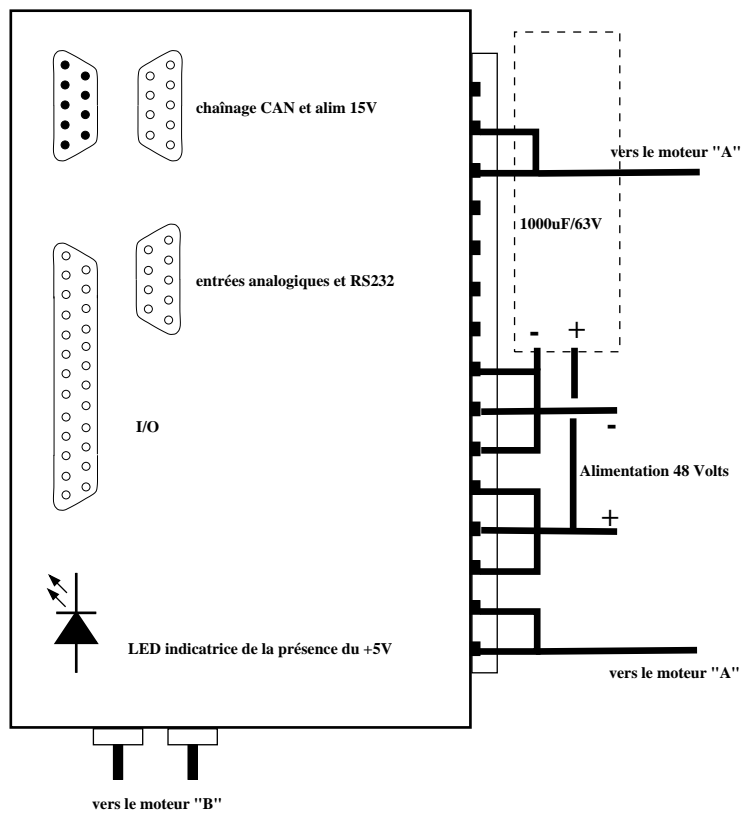 chaînage CAN et alim 15V
vers le moteur "A"
1000uF/63V
entrées analogiques et RS232
- +
I/O
-
Alimentation 48 Volts
+
LED indicatrice de la présence du +5V
vers le moteur "A"
vers le moteur "B"